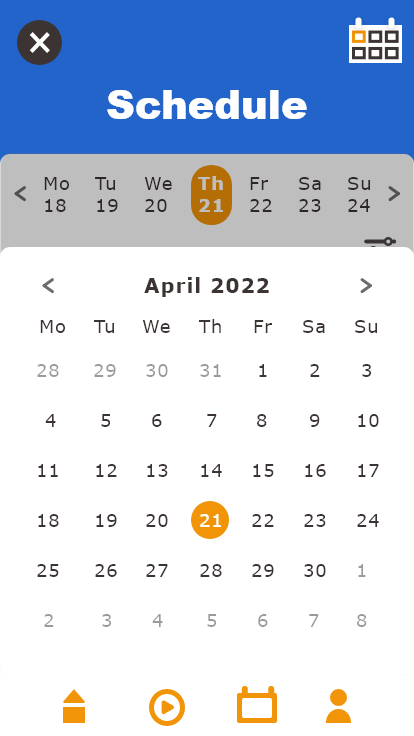 Schedule
Mo Tu We Th Fr Sa Su
18 19 20 21 22 23 24
April 2022
Mo Tu We Th Fr Sa Su
28 29 30 31 1 2 3
4 5 6 7 8 9 10
11 12 13 14 15 16 17
18 19 20 21 22 23 24
25 26 27 28 29 30 1
2 3 4 5 6 7 8